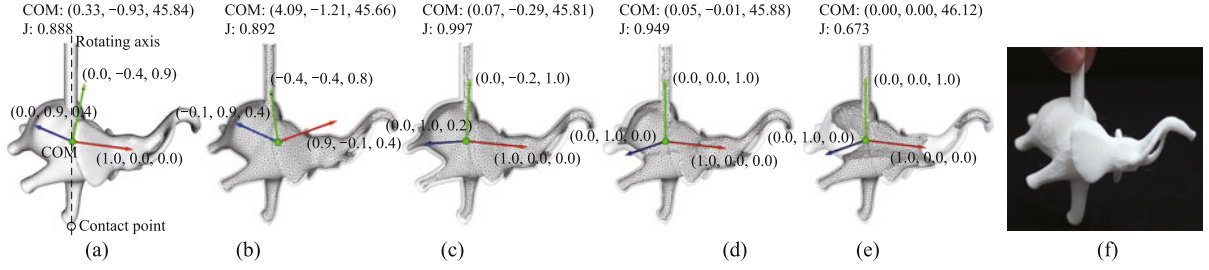 COM: (0.33, −0.93, 45.84)
J: 0.888
Rotating axis
(0.0, −0.4, 0.9)
(0.0, 0.9, 0.4)
COM
(1.0, 0.0, 0.0)
Contact point
(a)
COM: (4.09, −1.21, 45.66)
J: 0.892
(−0.4, −0.4, 0.8)
(−0.1, 0.9, 0.4)
(0.9, −0.1, 0.4)
(b)
COM: (0.07, −0.29, 45.81)
J: 0.997
(0.0, −0.2, 1.0)
(0.0, 1.0, 0.2)
(1.0, 0.0, 0.0)
(c)
COM: (0.05, −0.01, 45.88)
J: 0.949
(0.0, 0.0, 1.0)
(0.0, 1.0, 0.0)
(1.0, 0.0, 0.0)
(d)
COM: (0.00, 0.00, 46.12)
J: 0.673
(0.0, 0.0, 1.0)
(0.0, 1.0, 0.0)
(1.0, 0.0, 0.0)
(e)
(f)